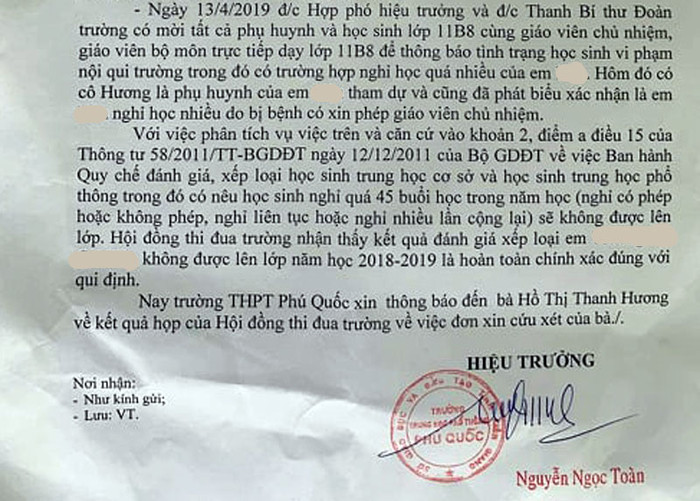 - Ngày 13/4/2019 đ/c Hợp phó hiệu trưởng và đ/c Thanh Bí thư Đoàn
trường có mời tất cả phụ huynh và học sinh lớp 11B8 cùng giáo viên chủ nhiệm,
giáo viên bộ môn trực tiếp dạy lớp 11B8 để thông báo tình trạng học sinh vi phạm
nội qui trường trong đó có trường hợp nghỉ học quá nhiều của em . Hôm đó có
cô Hương là phụ huynh của em tham dự và cũng đã phát biểu xác nhận là em
. nghỉ học nhiều do bị bệnh có xin phép giáo viên chủ nhiệm.
Với việc phân tích vụ việc trên và căn cứ vào khoản 2, điểm a điều 15 của
Thông tư 58/2011/TT-BGDĐT ngày 12/12/2011 của Bộ GDĐT về việc Ban hành
Quy chế đánh giá, xếp loại học sinh trung học cơ sở và học sinh trung học phổ
thông trong đó có nêu học sinh nghỉ quá 45 buổi học trong năm học (nghỉ có phép
hoặc không phép, nghỉ liên tục hoặc nghỉ nhiều lần cộng lại) sẽ không được lên
lớp. Hội đồng thi đua trường nhận thấy kết quả đánh giá xếp loại em
không được lên lớp năm học 2018-2019 là hoàn toàn chính xác đúng với
qui định.
Nay trường THPT Phú Quốc xin thông báo đến bà Hồ Thị Thanh Hương
về kết quả họp của Hội đồng thi đua trường về việc đơn xin cứu xét của bà./.
HIỆU TRƯỞNG
Nơi nhận:
- Như kính gửi;
- Lưu: VT.
SỞ GIÁO DỤC VÀ ĐÀO TẠO GIANG
TRƯỜNG
TRUNG HỌC PHỔ THÔNG
PHÚ QUỐC
Nguyễn Ngọc Toàn